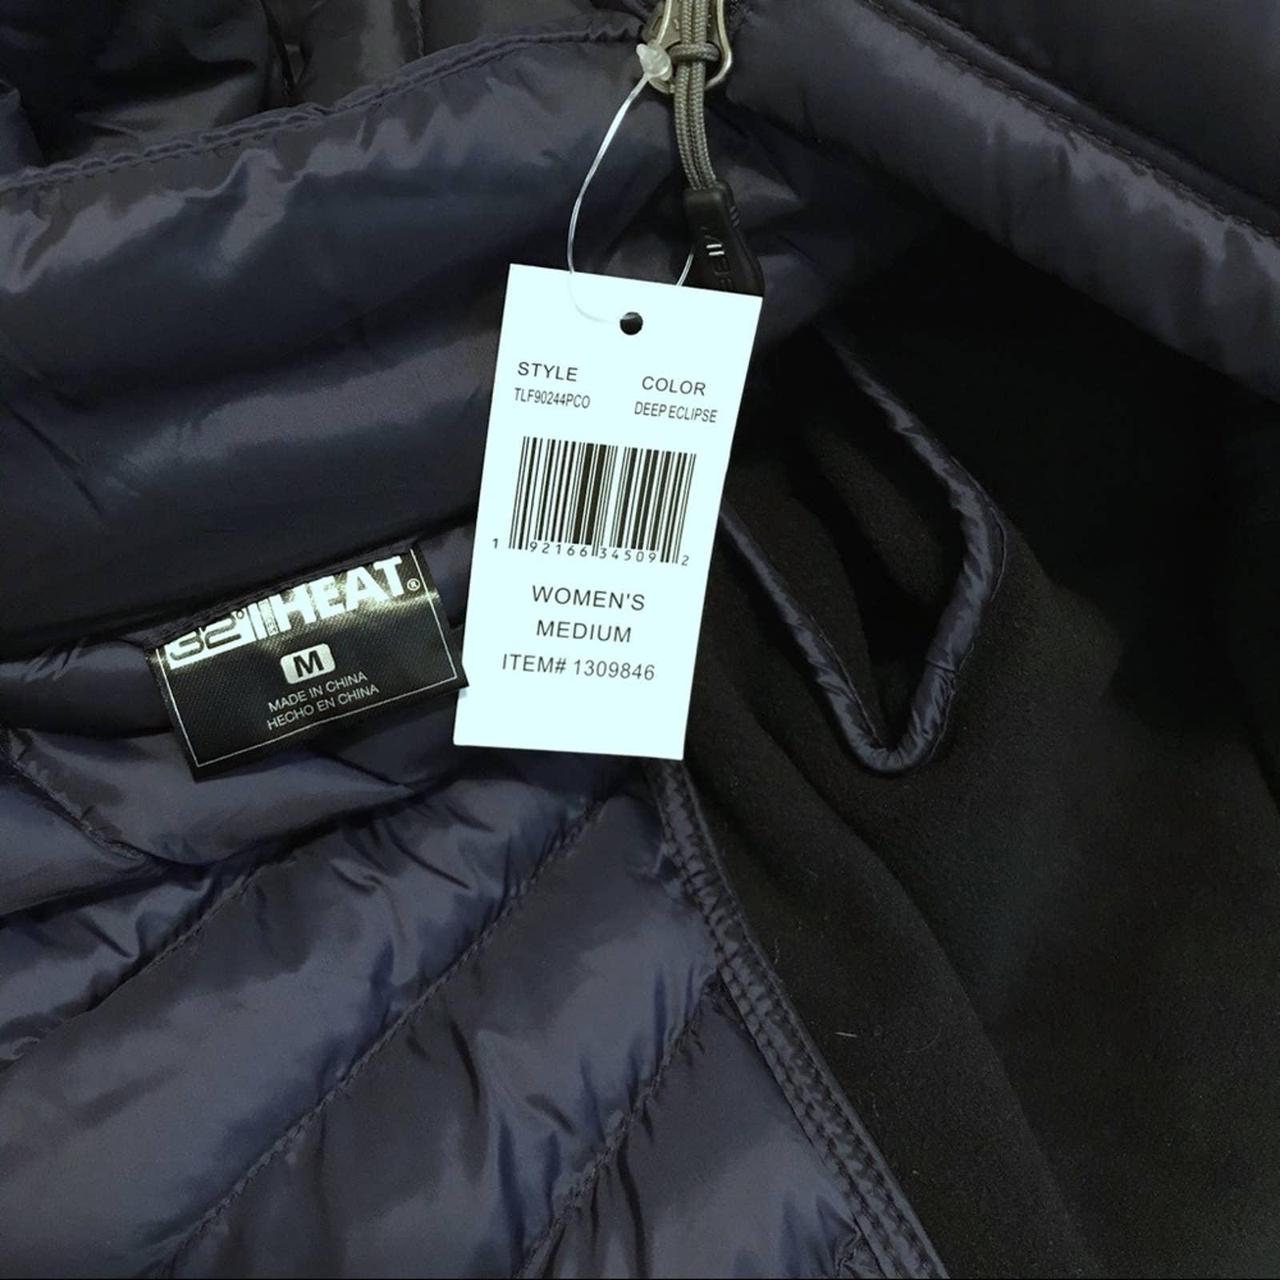 STYLE COLOR
TLF90244PCO DEEP ECLIPSE
1 92166 34509 2
WOMEN'S
MEDIUM
ITEM# 1309846
32° HEAT®
M
MADE IN CHINA
HECHO EN CHINA